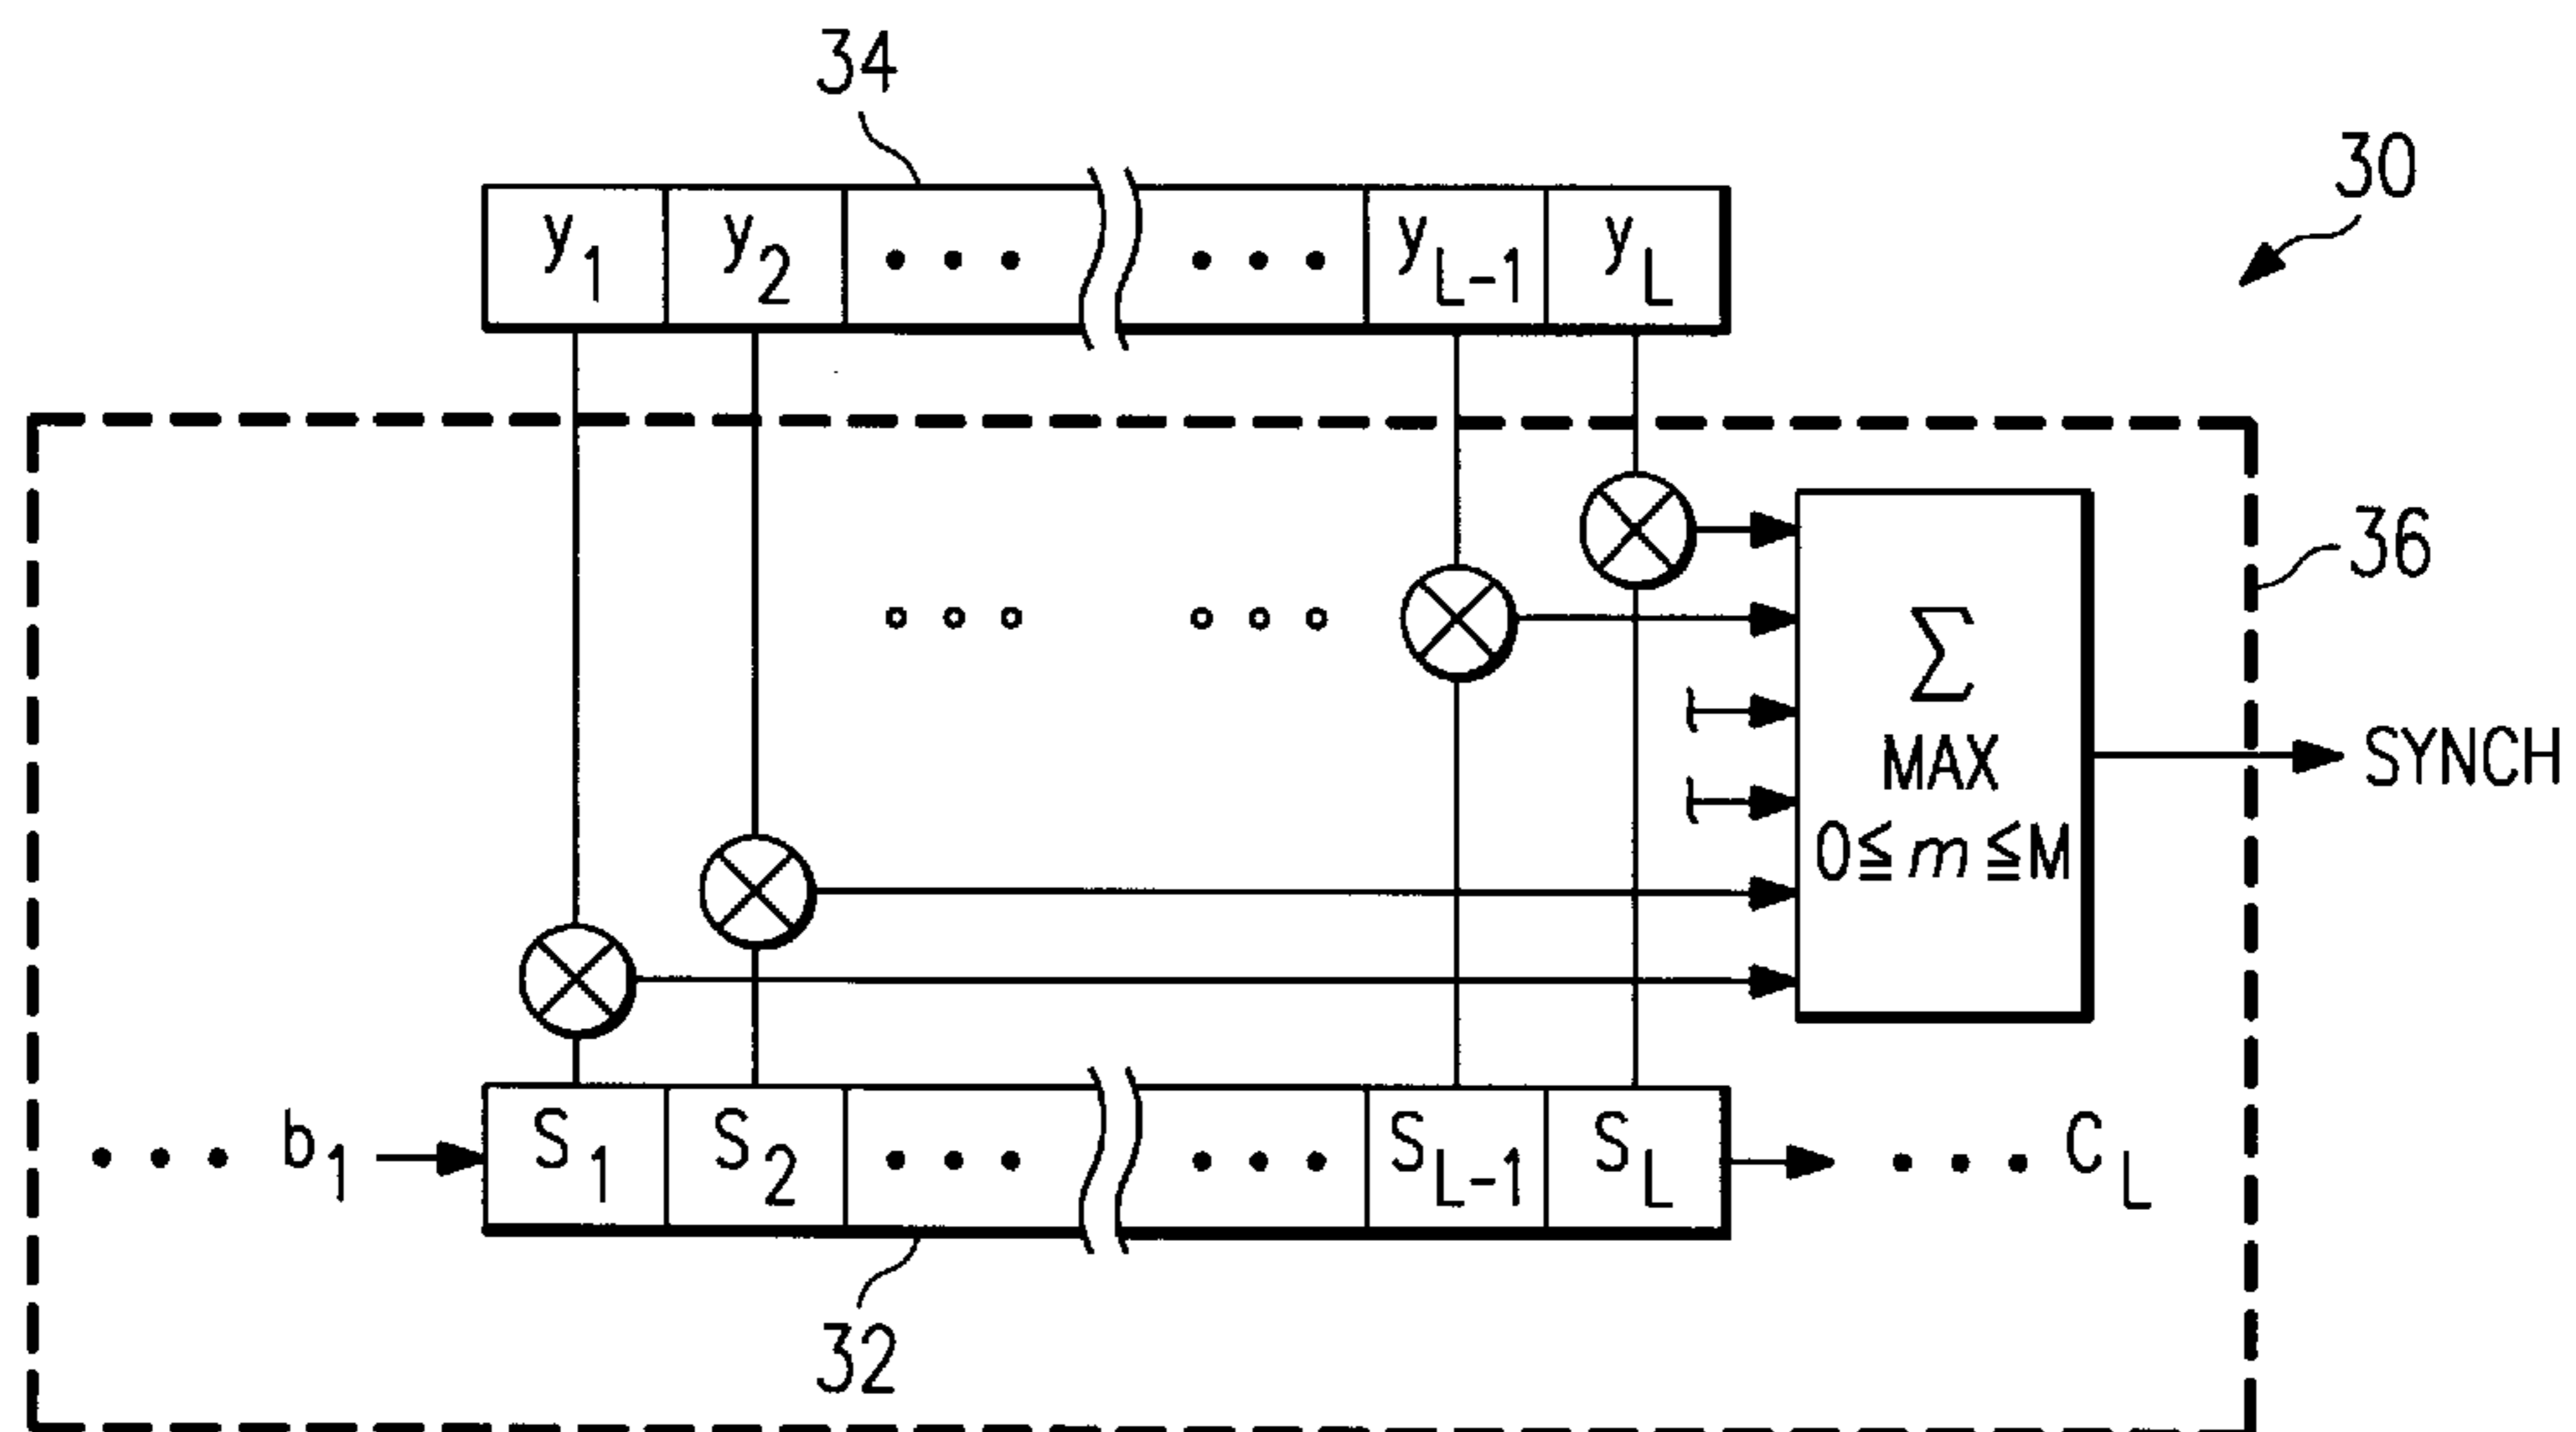 34
30
y1 y2 • • • • • • yL-1 yL
36
Σ
MAX
0≦m≦M
SYNCH
• • • b1 S1 S2 • • • • • • SL-1 SL • • • CL
32